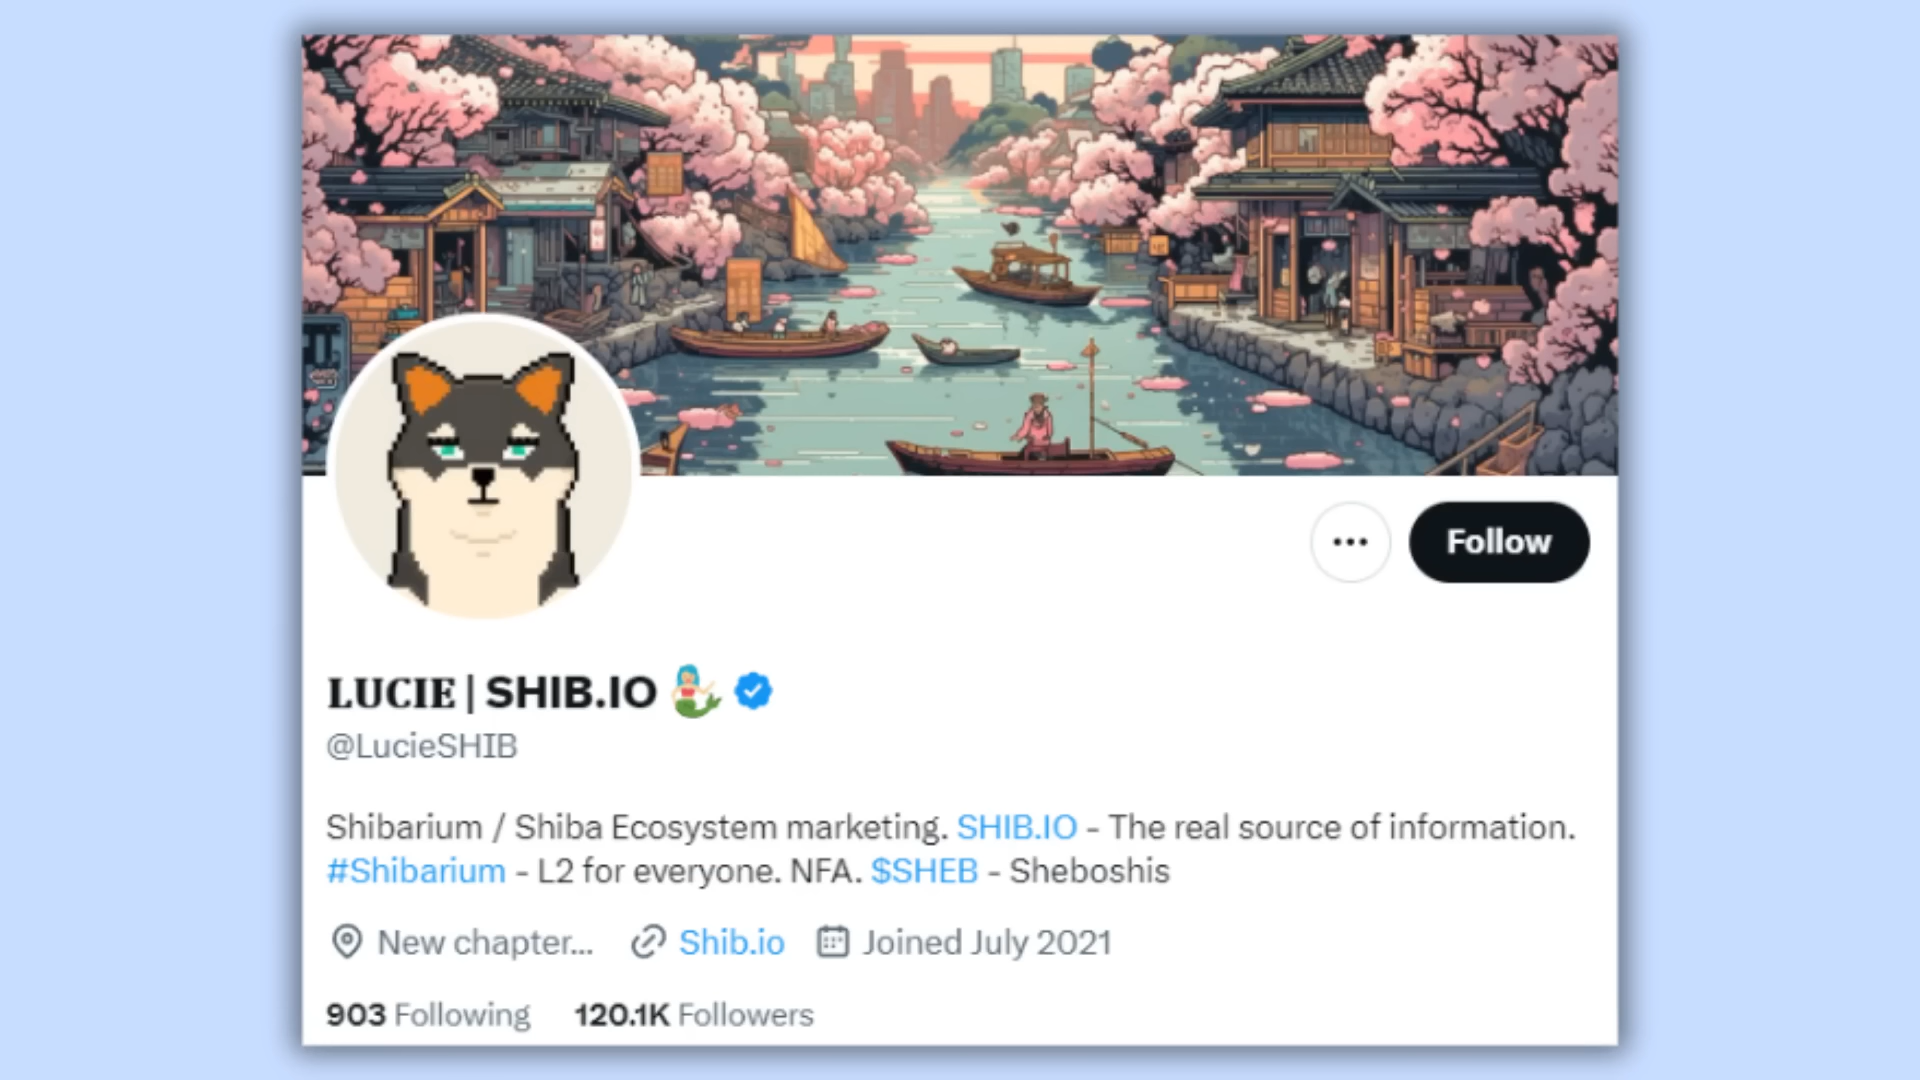 Follow
LUCIE | SHIB.IO 🧜‍♀️
@LucieSHIB
Shibarium / Shiba Ecosystem marketing. SHIB.IO - The real source of information.
#Shibarium - L2 for everyone. NFA. $SHEB - Sheboshis
New chapter... Shib.io Joined July 2021
903 Following 120.1K Followers